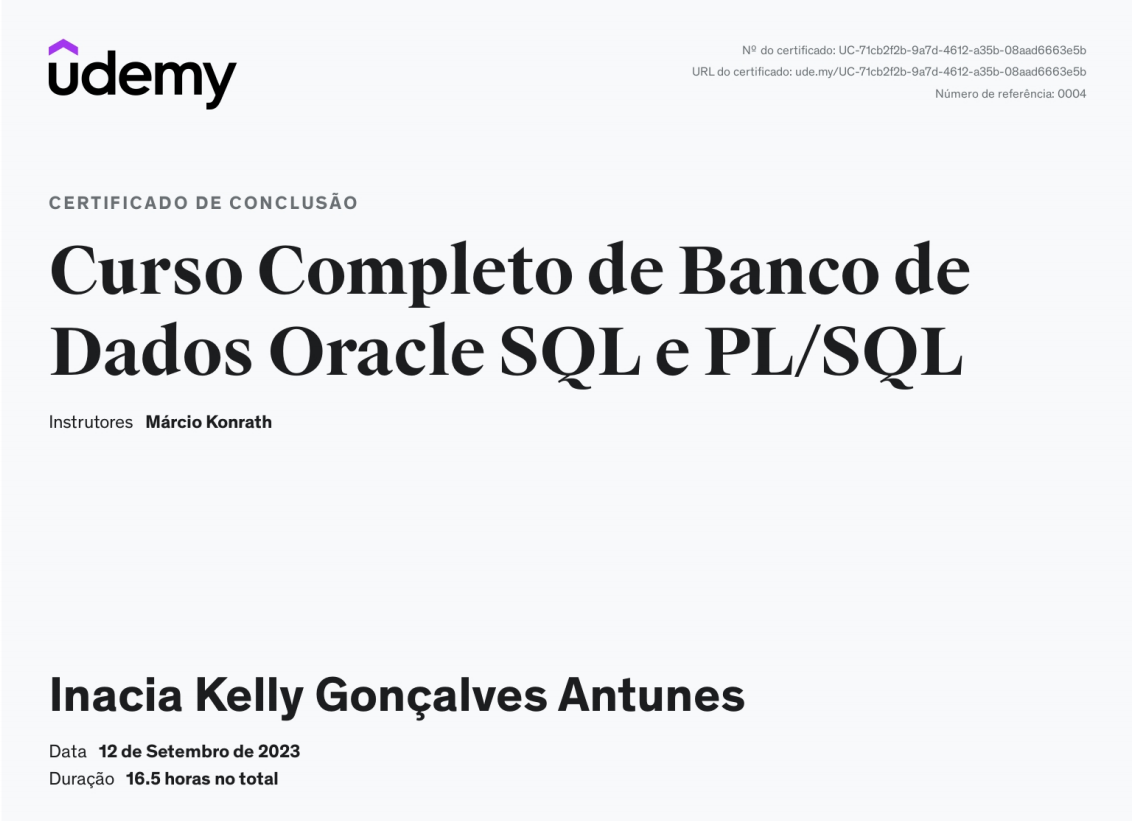 udemy
Nº do certificado: UC-71cb2f2b-9a7d-4612-a35b-08aad6663e5b
URL do certificado: ude.my/UC-71cb2f2b-9a7d-4612-a35b-08aad6663e5b
Número de referência: 0004
CERTIFICADO DE CONCLUSÃO
Curso Completo de Banco de
Dados Oracle SQL e PL/SQL
Instrutores Márcio Konrath
Inacia Kelly Gonçalves Antunes
Data 12 de Setembro de 2023
Duração 16.5 horas no total